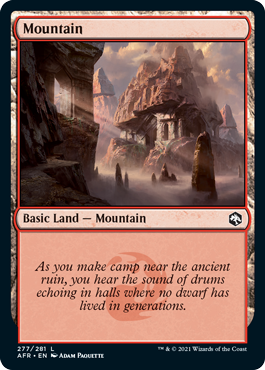 Mountain
Basic Land — Mountain
As you make camp near the ancient
ruin, you hear the sound of drums
echoing in halls where no dwarf has
lived in generations.
277/281 L
AFR • EN Adam Paquette
™ & © 2021 Wizards of the Coast